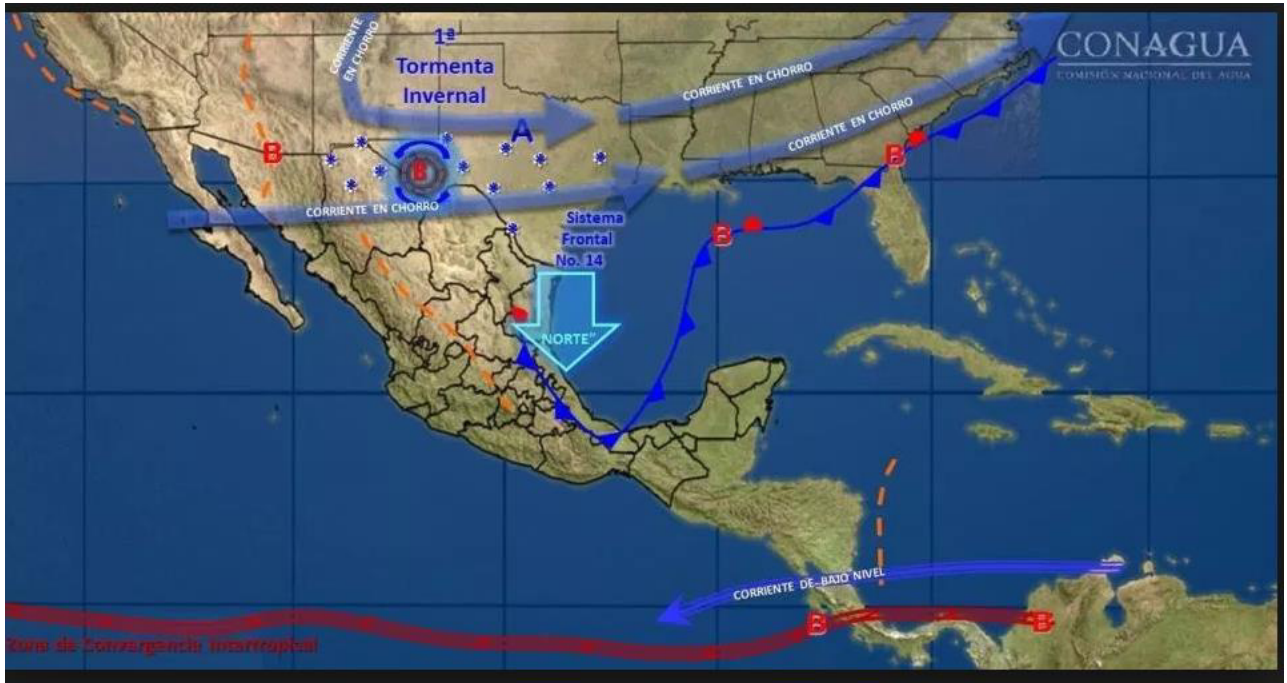 CORRIENTE
EN CHORRO
1ª
Tormenta
Invernal
CONAGUA
COMISIÓN NACIONAL DEL AGUA
CORRIENTE EN CHORRO
CORRIENTE EN CHORRO
A
B
B
B
CORRIENTE EN CHORRO
Sistema
Frontal
No. 14
B
NORTE"
CORRIENTE DE BAJO NIVEL
B
B
Zona de Convergencia Intertropical